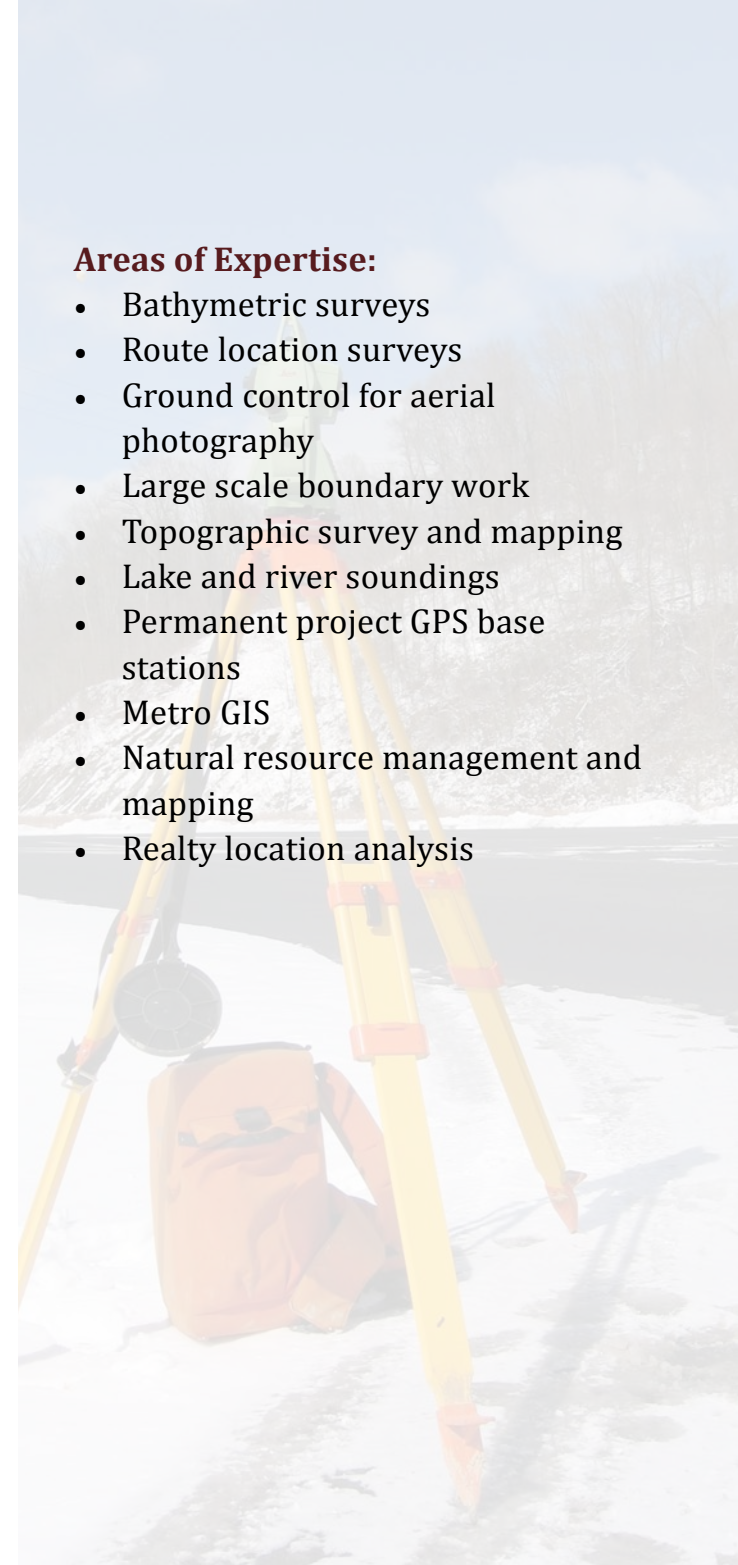 Areas of Expertise:
• Bathymetric surveys
• Route location surveys
• Ground control for aerial
photography
• Large scale boundary work
• Topographic survey and mapping
• Lake and river soundings
• Permanent project GPS base
stations
• Metro GIS
• Natural resource management and
mapping
• Realty location analysis